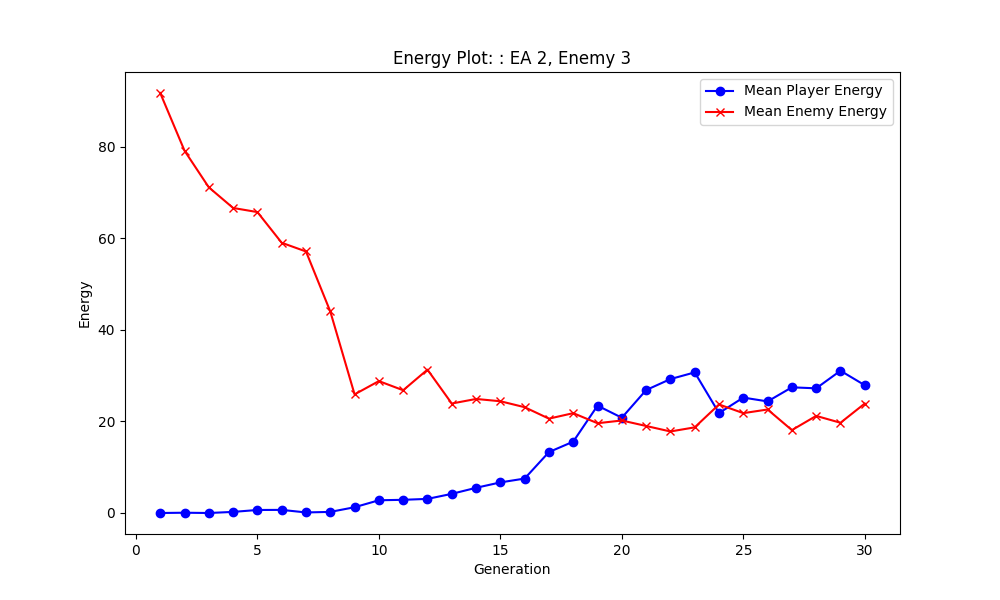 Energy Plot: : EA 2, Enemy 3
Mean Player Energy
Mean Enemy Energy
Energy
80
60
40
20
0
0 5 10 15 20 25 30
Generation